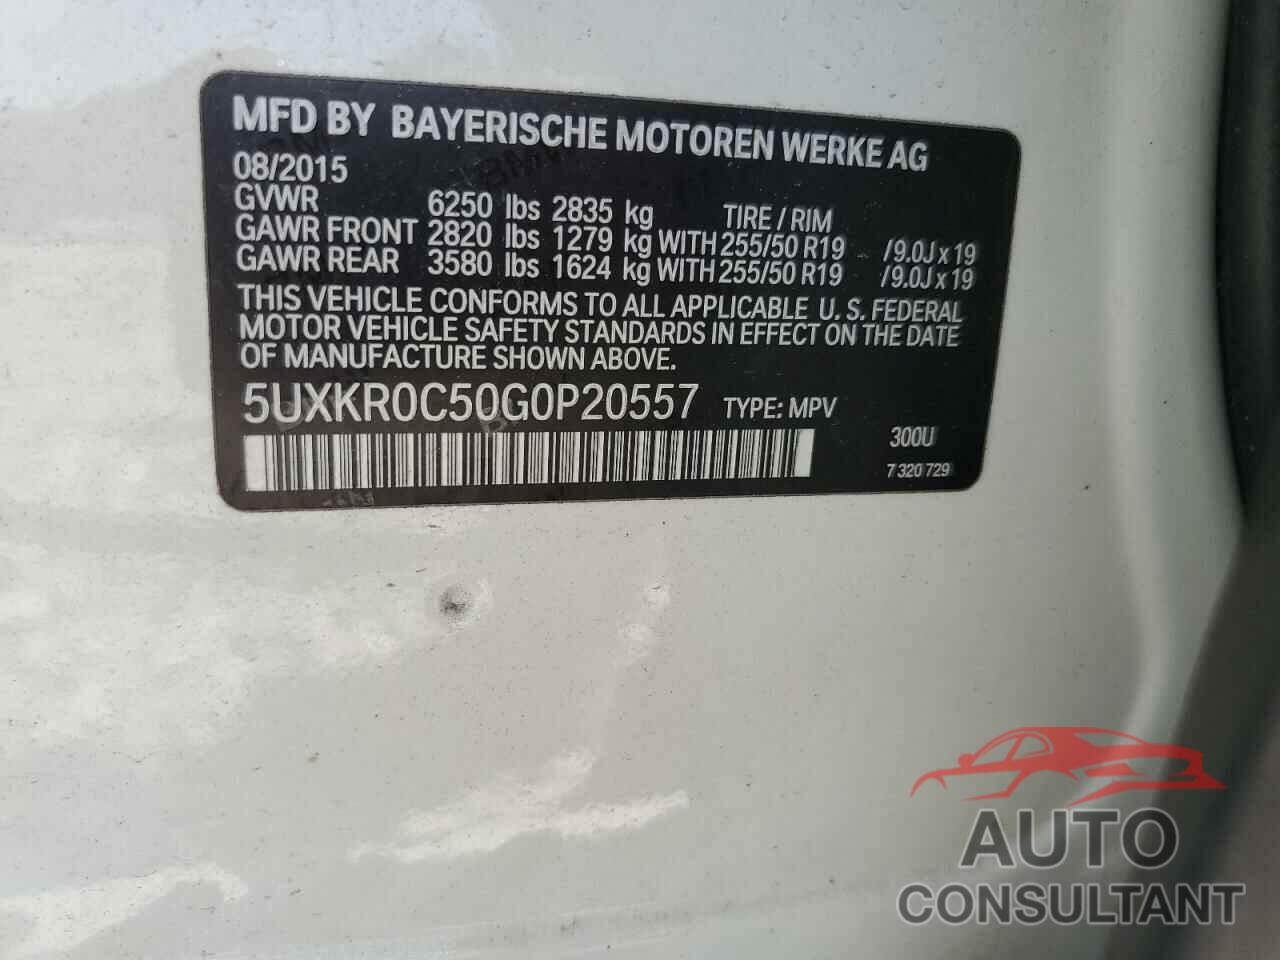 MFD BY BAYERISCHE MOTOREN WERKE AG
08/2015
GVWR 6250 lbs 2835 kg TIRE / RIM
GAWR FRONT 2820 lbs 1279 kg WITH 255/50 R19 /9.0J x 19
GAWR REAR 3580 lbs 1624 kg WITH 255/50 R19 /9.0J x 19
THIS VEHICLE CONFORMS TO ALL APPLICABLE U. S. FEDERAL
MOTOR VEHICLE SAFETY STANDARDS IN EFFECT ON THE DATE
OF MANUFACTURE SHOWN ABOVE.
5UXKR0C50G0P20557 TYPE: MPV
300U
7 320 729
AUTO
CONSULTANT